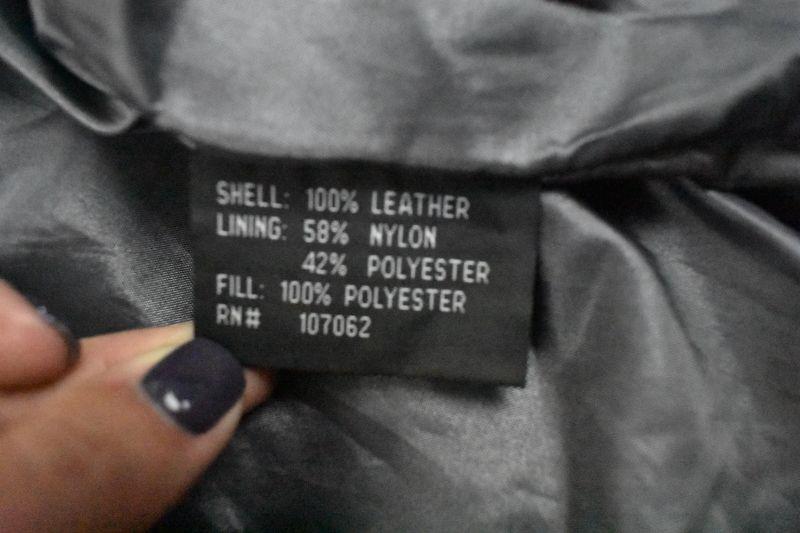 SHELL: 100% LEATHER
LINING: 58% NYLON
42% POLYESTER
FILL: 100% POLYESTER
RN# 107062